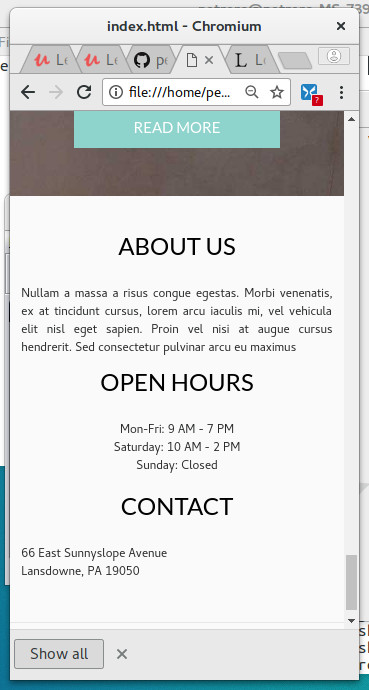 index.html - Chromium
Le
Le
pe
Le
file:///home/pe...
?
READ MORE
ABOUT US
Nullam a massa a risus congue egestas. Morbi venenatis,
ex at tincidunt cursus, lorem arcu iaculis mi, vel vehicula
elit nisl eget sapien. Proin vel nisi at augue cursus
hendrerit. Sed consectetur pulvinar arcu eu maximus
OPEN HOURS
Mon-Fri: 9 AM - 7 PM
Saturday: 10 AM - 2 PM
Sunday: Closed
CONTACT
66 East Sunnyslope Avenue
Lansdowne, PA 19050
Show all